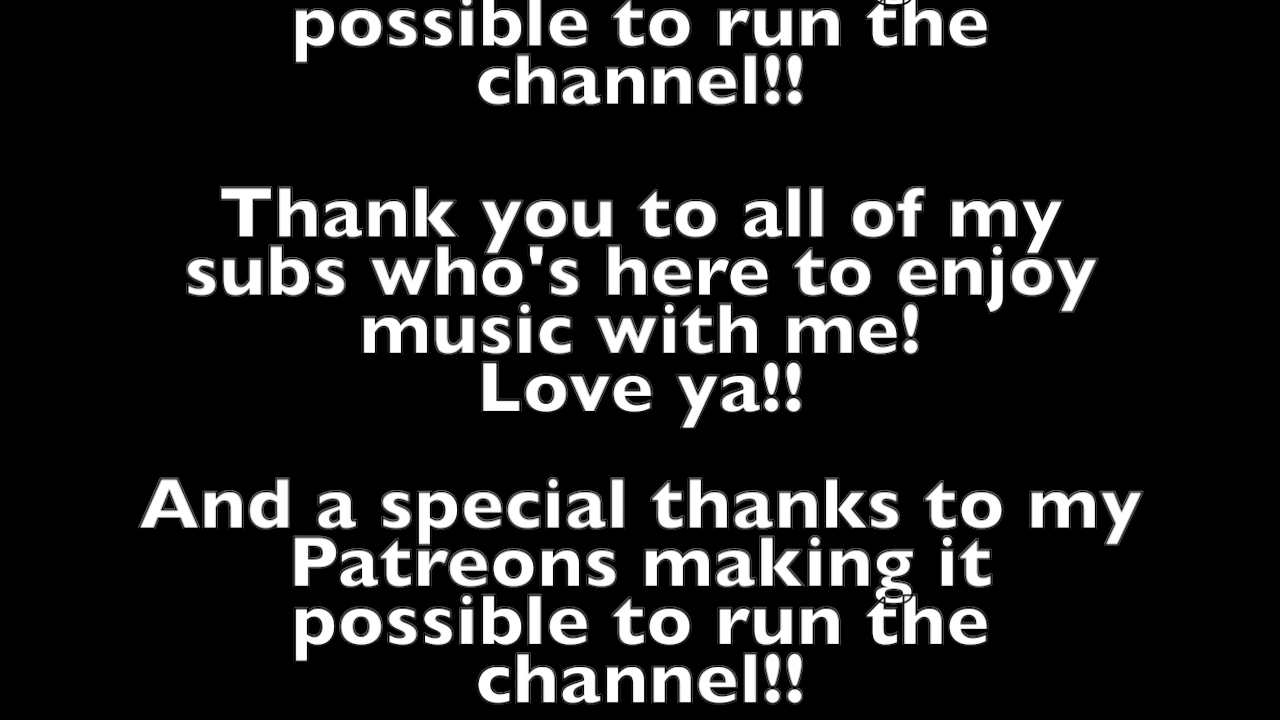 possible to run the
channel!!
Thank you to all of my
subs who's here to enjoy
music with me!
Love ya!!
And a special thanks to my
Patreons making it
possible to run the
channel!!